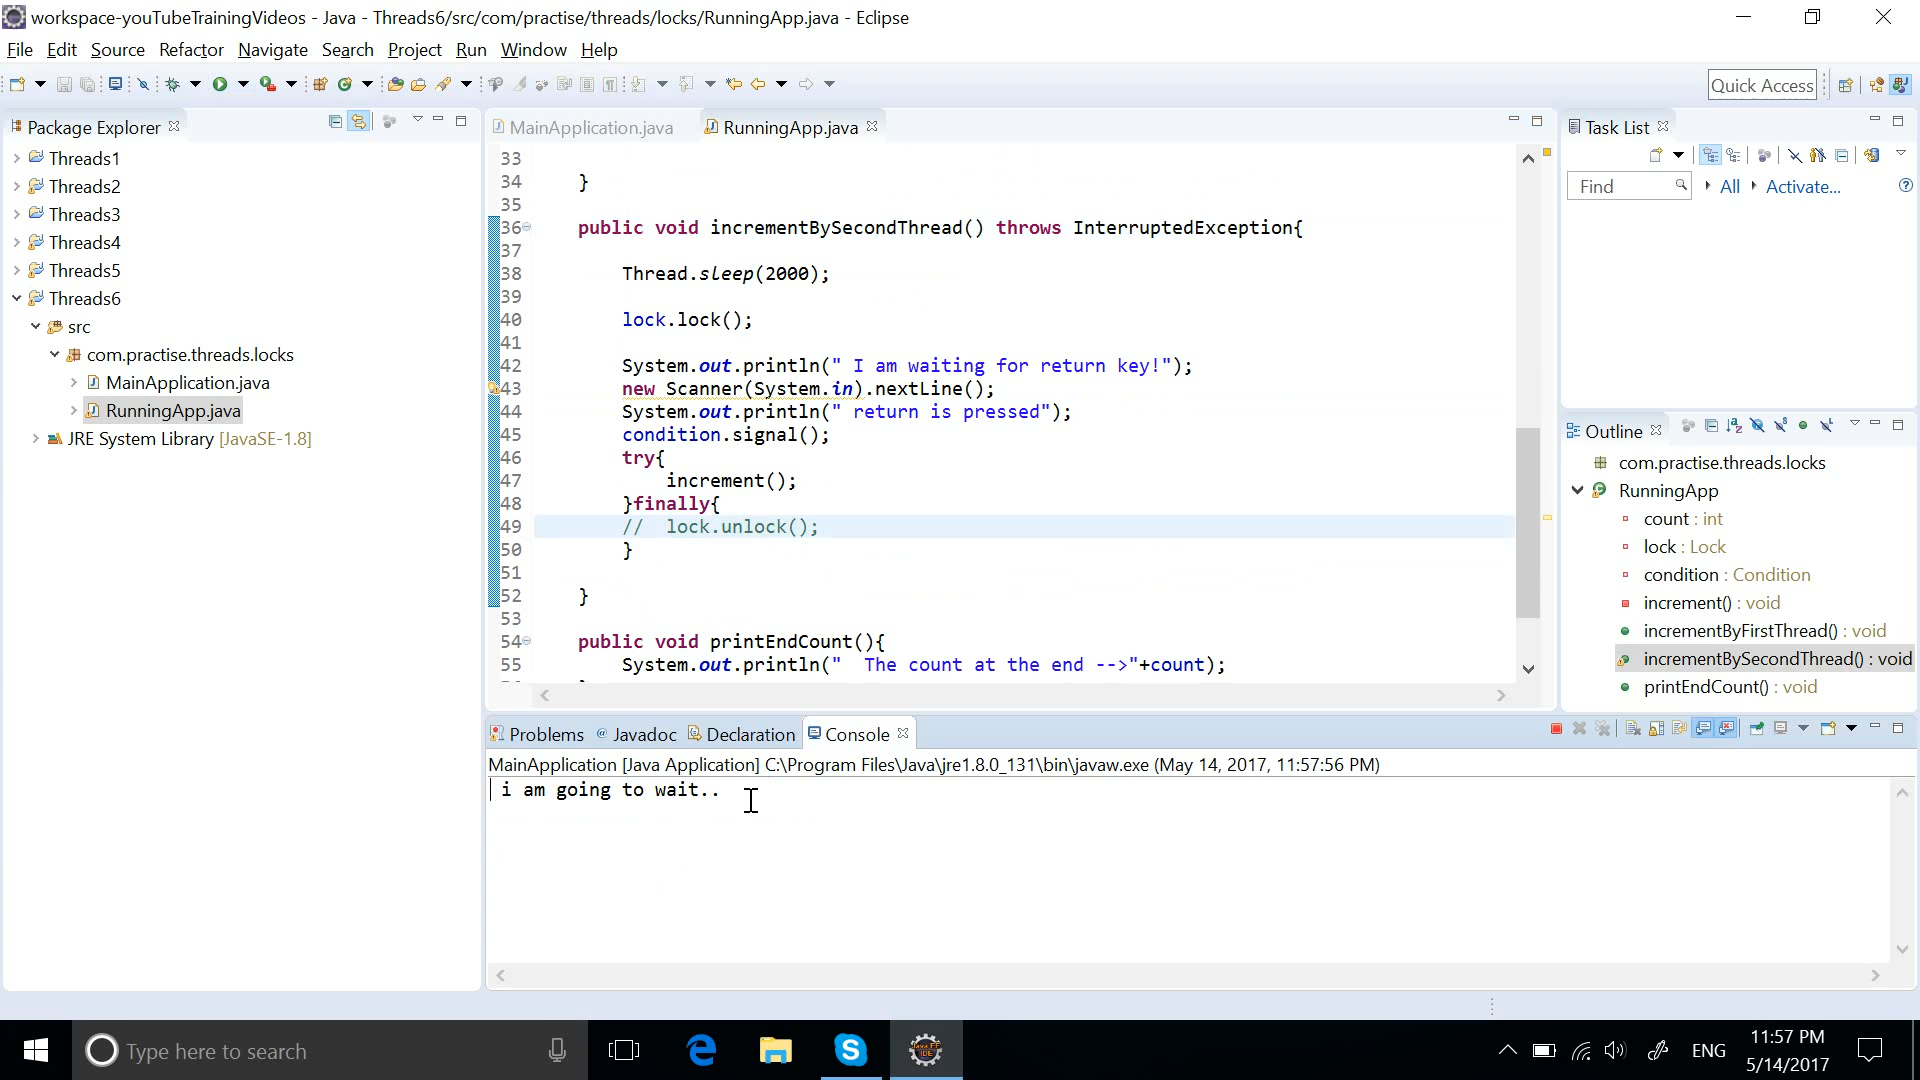 workspace-youTubeTrainingVideos - Java - Threads6/src/com/practise/threads/locks/RunningApp.java - Eclipse
File Edit Source Refactor Navigate Search Project Run Window Help
Quick Access
Package Explorer
Threads1
Threads2
Threads3
Threads4
Threads5
Threads6
src
com.practise.threads.locks
MainApplication.java
RunningApp.java
JRE System Library [JavaSE-1.8]
MainApplication.java RunningApp.java
33
34 }
35
36 public void incrementBySecondThread() throws InterruptedException{
37
38 Thread.sleep(2000);
39
40 lock.lock();
41
42 System.out.println(" I am waiting for return key!");
43 new Scanner(System.in).nextLine();
44 System.out.println(" return is pressed");
45 condition.signal();
46 try{
47 increment();
48 }finally{
49 // lock.unlock();
50 }
51
52 }
53
54 public void printEndCount(){
55 System.out.println("  The count at the end -->"+count);
Task List
Find All Activate...
Outline
com.practise.threads.locks
RunningApp
count : int
lock : Lock
condition : Condition
increment() : void
incrementByFirstThread() : void
incrementBySecondThread() : void
printEndCount() : void
Problems @ Javadoc Declaration Console
MainApplication [Java Application] C:\Program Files\Java\jre1.8.0_131\bin\javaw.exe (May 14, 2017, 11:57:56 PM)
i am going to wait..
Type here to search
ENG
11:57 PM
5/14/2017